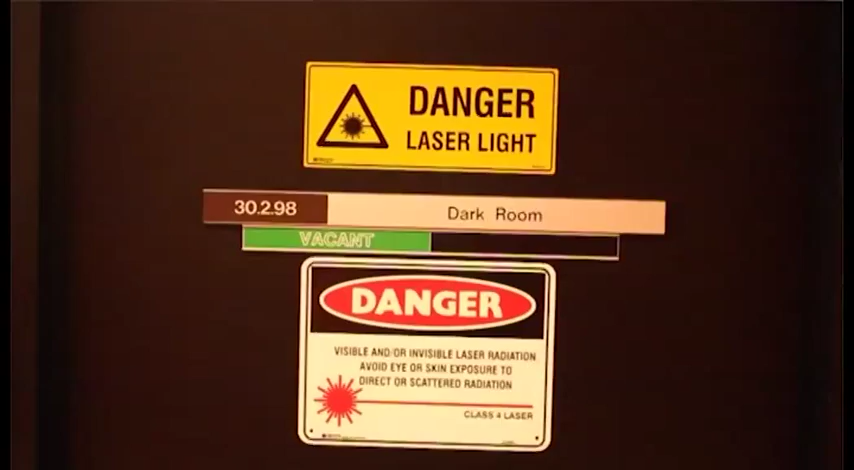 DANGER
LASER LIGHT
30.2.98 Dark Room
VACANT
DANGER
VISIBLE AND/OR INVISIBLE LASER RADIATION
AVOID EYE OR SKIN EXPOSURE TO
DIRECT OR SCATTERED RADIATION
CLASS 4 LASER